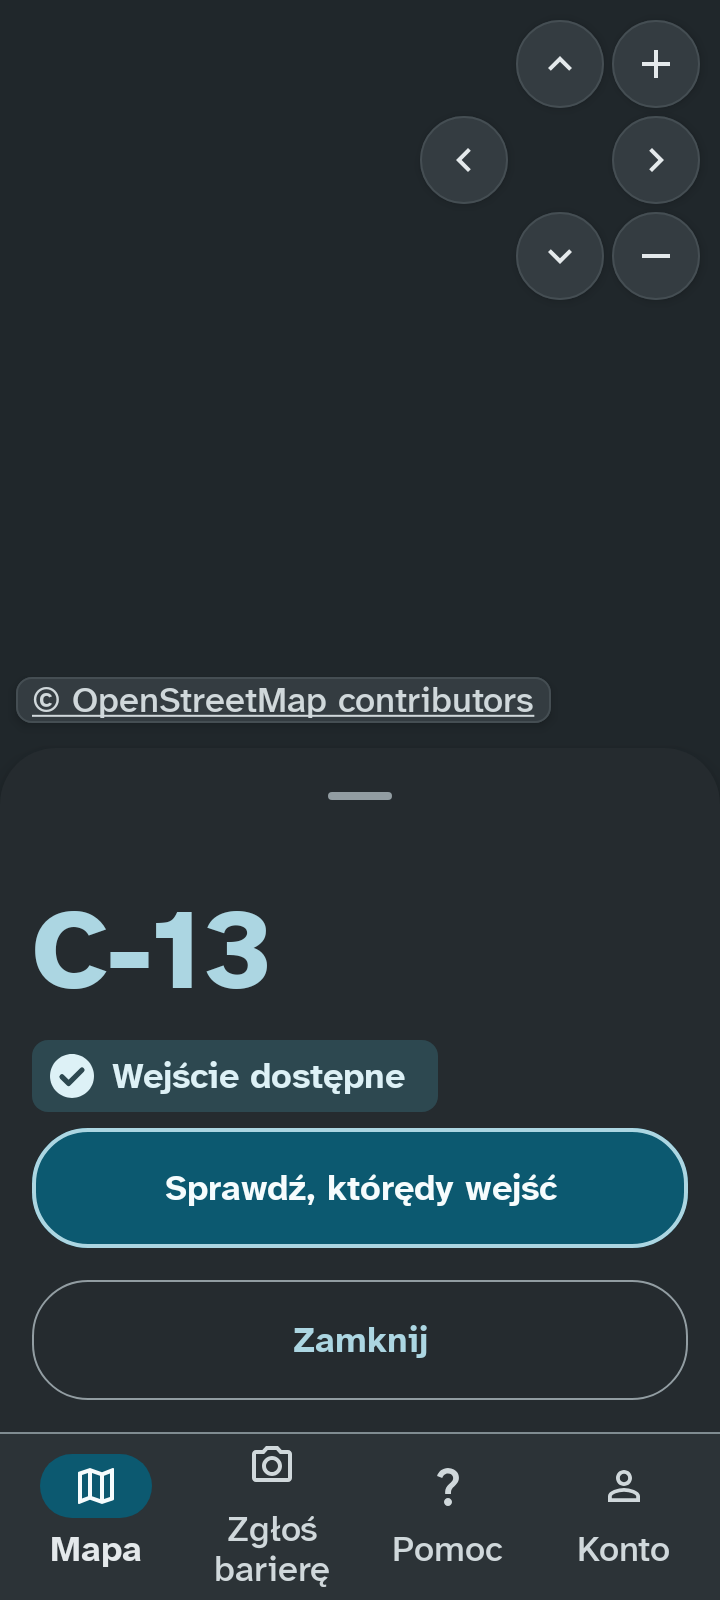 © OpenStreetMap contributors
C-13
Wejście dostępne
Sprawdź, którędy wejść
Zamknij
Mapa
Zgłoś
barierę
Pomoc
Konto